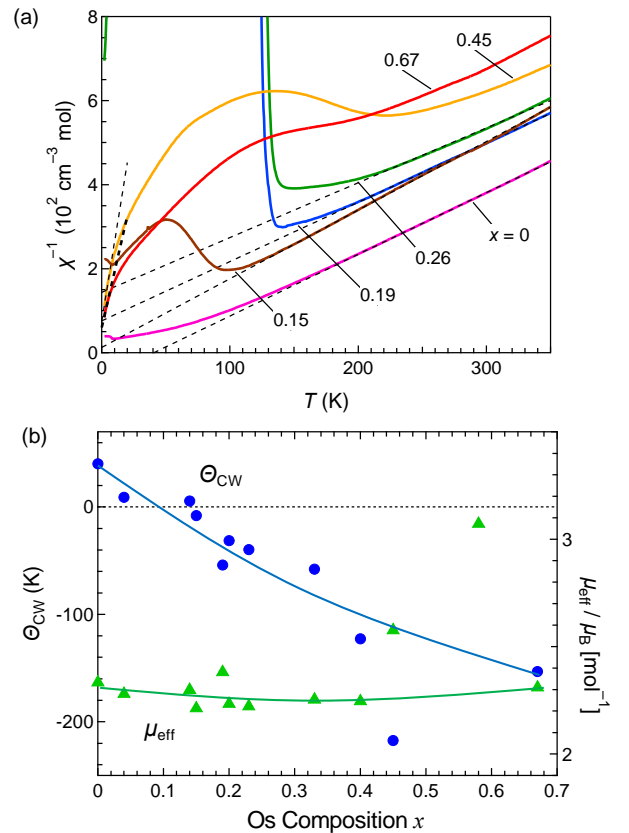 (a)
8
6
4
2
0
χ⁻¹ (10² cm⁻³ mol)
0.67
0.45
x = 0
0.26
0.19
0.15
0
100
200
300
T (K)
(b)
0
-100
-200
Θ_CW (K)
Θ_CW
μ_eff
3
2
μ_eff / μ_B [mol⁻¹]
0
0.1
0.2
0.3
0.4
0.5
0.6
0.7
Os Composition x